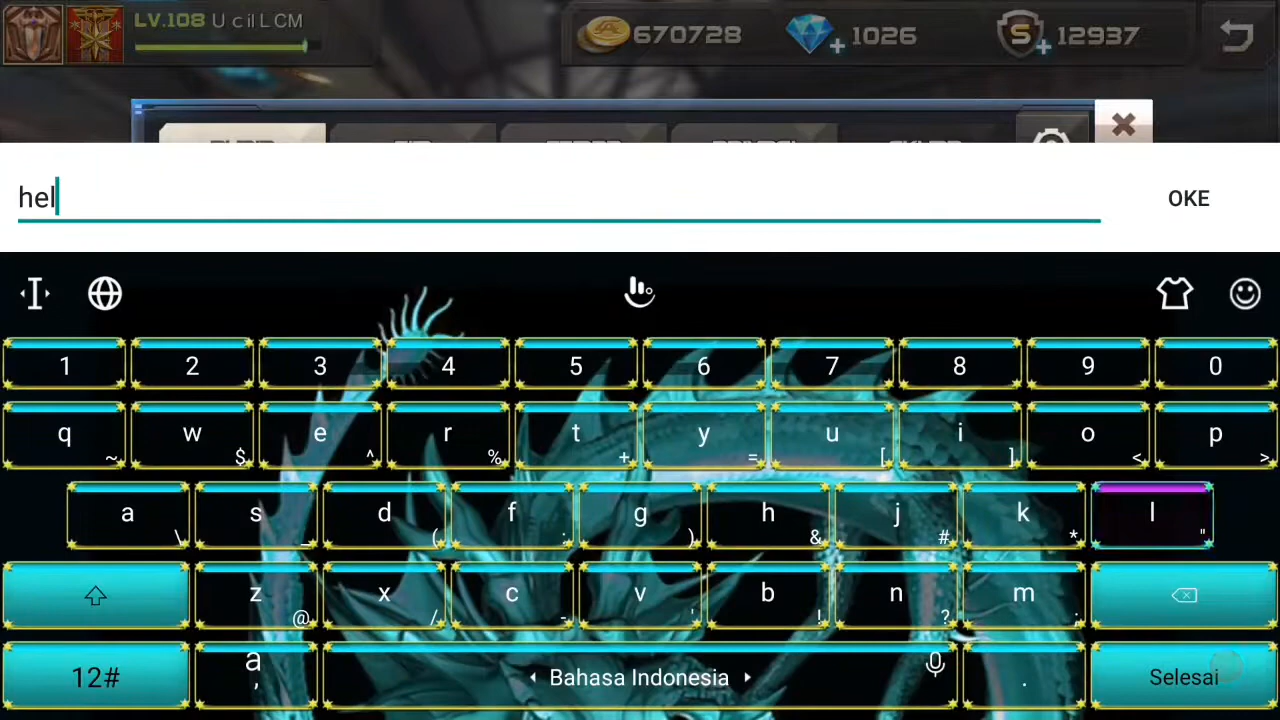 LV.108 U c il L CM
670728
1026
12937
hel
OKE
1 2 3 4 5 6 7 8 9 0
q w e r t y u i o p
~ $ ^ % + = [ ] < >
a s d f g h j k l
\ _ ( : ) & # * "
z x c v b n m
@ / - ' ! ? ;
12# a , Bahasa Indonesia . Selesai